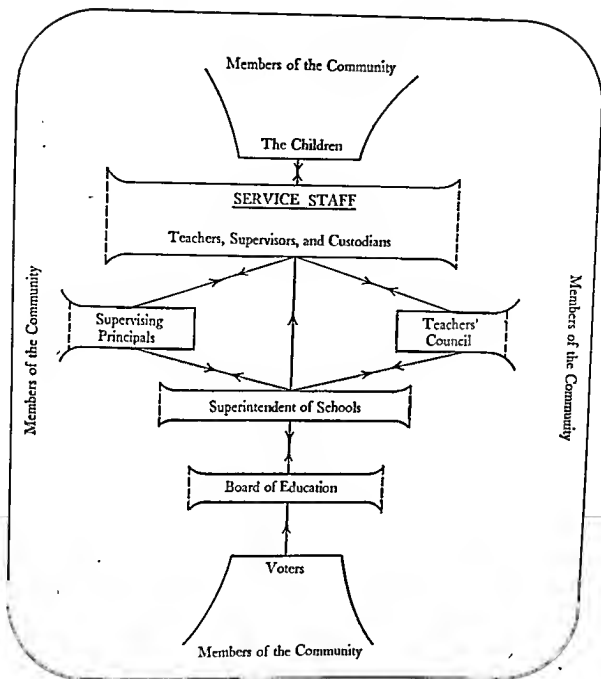 Members of the Community
The Children
SERVICE STAFF
Teachers, Supervisors, and Custodians
Members of the Community
Supervising
Principals
Teachers'
Council
Members of the Community
Superintendent of Schools
Board of Education
Voters
Members of the Community